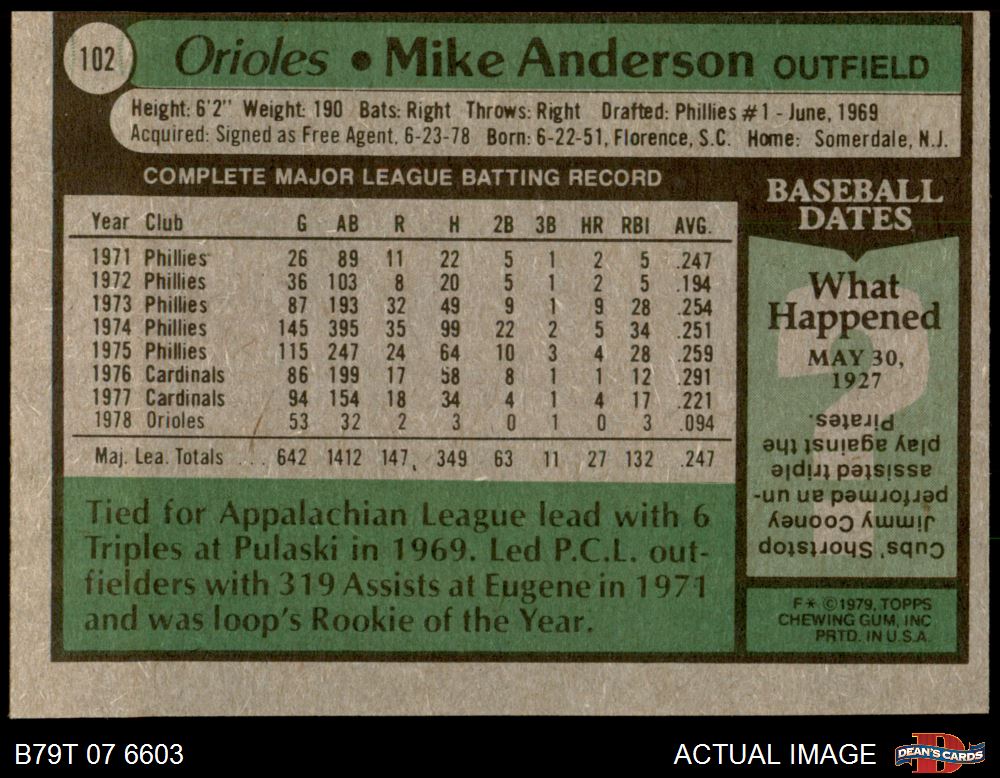 102
Orioles • Mike Anderson OUTFIELD
Height: 6'2" Weight: 190 Bats: Right Throws: Right Drafted: Phillies #1 - June, 1969
Acquired: Signed as Free Agent, 6-23-78 Born: 6-22-51, Florence, S.C. Home: Somerdale, N.J.
COMPLETE MAJOR LEAGUE BATTING RECORD
Year Club G AB R H 2B 3B HR RBI AVG.
1971 Phillies 26 89 11 22 5 1 2 5 .247
1972 Phillies 36 103 8 20 5 1 2 5 .194
1973 Phillies 87 193 32 49 9 1 9 28 .254
1974 Phillies 145 395 35 99 22 2 5 34 .251
1975 Phillies 115 247 24 64 10 3 4 28 .259
1976 Cardinals 86 199 17 58 8 1 1 12 .291
1977 Cardinals 94 154 18 34 4 1 4 17 .221
1978 Orioles 53 32 2 3 0 1 0 3 .094
Maj. Lea. Totals ... 642 1412 147 349 63 11 27 132 .247
Tied for Appalachian League lead with 6
Triples at Pulaski in 1969. Led P.C.L. out-
fielders with 319 Assists at Eugene in 1971
and was loop's Rookie of the Year.
BASEBALL
DATES
What
Happened
MAY 30,
1927
Cubs' Shortstop
Jimmy Cooney
performed an un-
assisted triple
play against the
Pirates.
F* ©1979, TOPPS
CHEWING GUM, INC
PRTD. IN U.S.A.
B79T 07 6603
ACTUAL IMAGE
DEAN'S CARDS